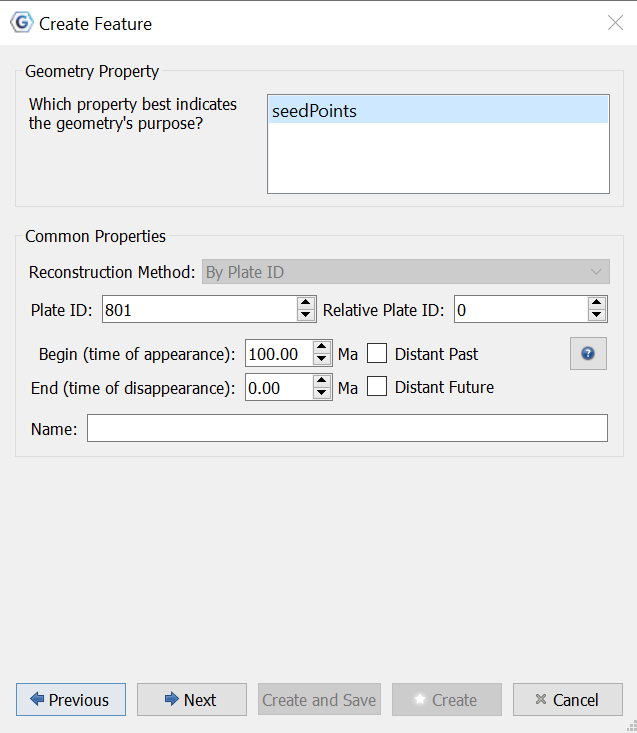 Create Feature
Geometry Property
Which property best indicates
the geometry's purpose?
seedPoints
Common Properties
Reconstruction Method: By Plate ID
Plate ID: 801 Relative Plate ID: 0
Begin (time of appearance): 100.00 Ma Distant Past
End (time of disappearance): 0.00 Ma Distant Future
Name:
Previous Next Create and Save Create Cancel